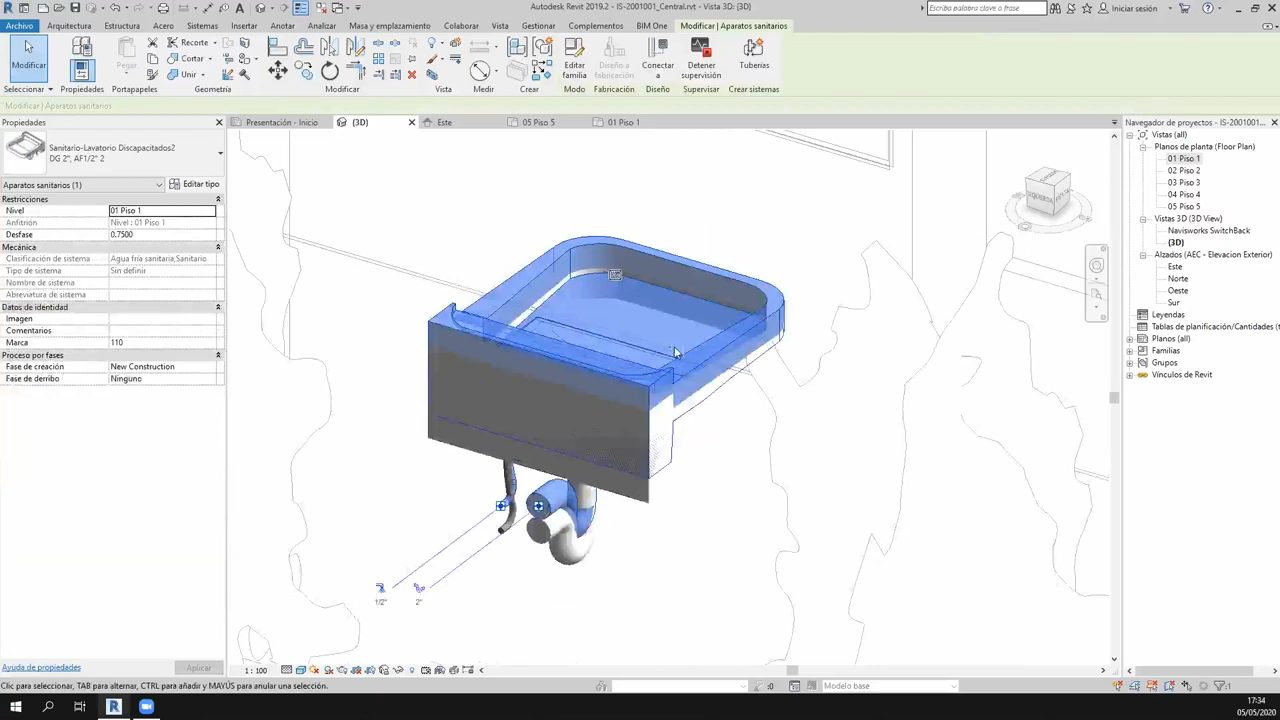 Autodesk Revit 2019.2 - IS-2001001_Central.rvt - Vista 3D: {3D}
Escriba palabra clave o frase
Iniciar sesión
Archivo Arquitectura Estructura Acero Sistemas Insertar Anotar Analizar Masa y emplazamiento Colaborar Vista Gestionar Complementos BIM One Modificar | Aparatos sanitarios
Modificar
Propiedades
Pegar
Recorte
Cortar
Unir
Editar familia
Diseño de fabricación
Conectar a
Detener supervisión
Tuberías
Seleccionar Propiedades Portapapeles Geometría Modificar Vista Medir Crear Modo Fabricación Diseño Supervisar Crear sistemas
Modificar | Aparatos sanitarios
Propiedades
Presentación - Inicio
{3D}
Este
05 Piso 5
01 Piso 1
Navegador de proyectos - IS-2001001...
Sanitario-Lavatorio Discapacitados2
DG 2", AF1/2" 2
Aparatos sanitarios (1)
Editar tipo
Restricciones
Nivel 01 Piso 1
Anfitrión Nivel : 01 Piso 1
Desfase 0.7500
Mecánica
Clasificación de sistema Agua fría sanitaria,Sanitario
Tipo de sistema Sin definir
Nombre de sistema
Abreviatura de sistema
Datos de identidad
Imagen
Comentarios
Marca 110
Proceso por fases
Fase de creación New Construction
Fase de derribo Ninguno
1/2"
2"
Vistas (all)
Planos de planta (Floor Plan)
01 Piso 1
02 Piso 2
03 Piso 3
04 Piso 4
05 Piso 5
Vistas 3D (3D View)
Navisworks SwitchBack
{3D}
Alzados (AEC - Elevacion Exterior)
Este
Norte
Oeste
Sur
Leyendas
Tablas de planificación/Cantidades (t
Planos (all)
Familias
Grupos
Vínculos de Revit
Ayuda de propiedades
Aplicar
1 : 100
Clic para seleccionar, TAB para alternar, CTRL para añadir y MAYÚS para anular una selección.
:0
Modelo base
:1
17:34
05/05/2020